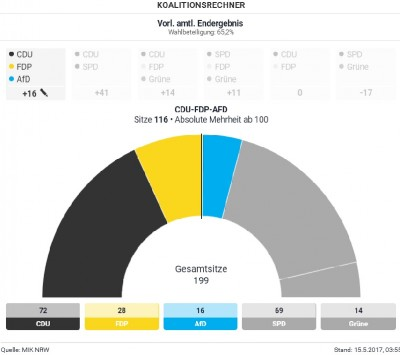 KOALITIONSRECHNER
Vorl. amtl. Endergebnis
Wahlbeteiligung: 65,2%
CDU
FDP
AfD
+16
CDU
SPD
+41
CDU
FDP
Grüne
+14
SPD
FDP
Grüne
+11
CDU
FDP
0
SPD
Grüne
-17
CDU-FDP-AFD
Sitze 116 • Absolute Mehrheit ab 100
Gesamtsitze
199
72 28 16 69 14
CDU FDP AfD SPD Grüne
Quelle: MIK NRW Stand: 15.5.2017, 03:55